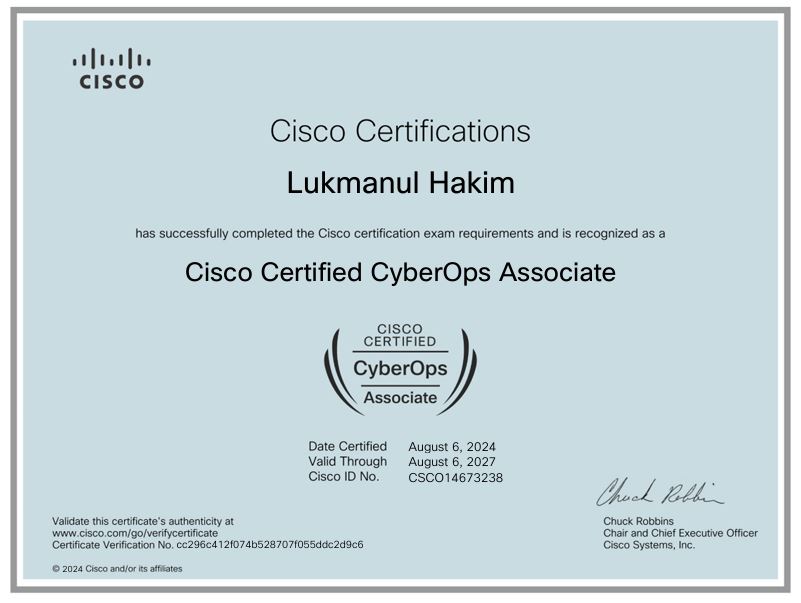 CISCO
Cisco Certifications
Lukmanul Hakim
has successfully completed the Cisco certification exam requirements and is recognized as a
Cisco Certified CyberOps Associate
CISCO
CERTIFIED
CyberOps
Associate
Date Certified August 6, 2024
Valid Through August 6, 2027
Cisco ID No. CSCO14673238
Chuck Robbins
Validate this certificate's authenticity at
www.cisco.com/go/verifycertificate
Certificate Verification No. cc296c412f074b528707f055ddc2d9c6
Chuck Robbins
Chair and Chief Executive Officer
Cisco Systems, Inc.
© 2024 Cisco and/or its affiliates